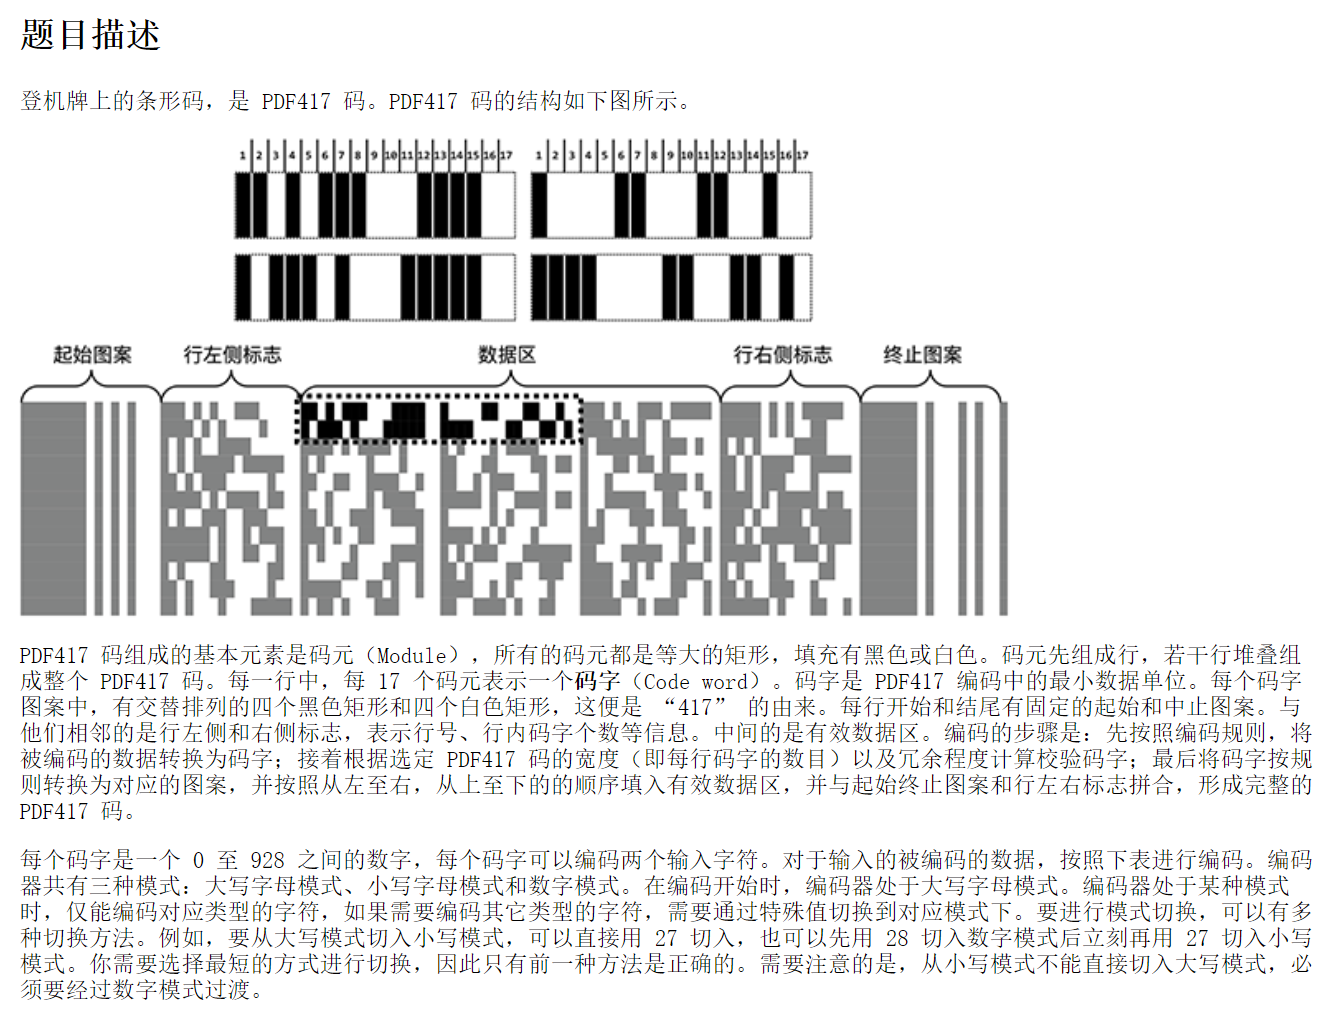 题目描述
登机牌上的条形码，是 PDF417 码。PDF417 码的结构如下图所示。
1 2 3 4 5 6 7 8 9 10 11 12 13 14 15 16 17 1 2 3 4 5 6 7 8 9 10 11 12 13 14 15 16 17
起始图案 行左侧标志 数据区 行右侧标志 终止图案
PDF417 码组成的基本元素是码元（Module），所有的码元都是等大的矩形，填充有黑色或白色。码元先组成行，若干行堆叠组
成整个 PDF417 码。每一行中，每 17 个码元表示一个码字（Code word）。码字是 PDF417 编码中的最小数据单位。每个码字
图案中，有交替排列的四个黑色矩形和四个白色矩形，这便是 “417” 的由来。每行开始和结尾有固定的起始和中止图案。与
他们相邻的是行左侧和右侧标志，表示行号、行内码字个数等信息。中间的是有效数据区。编码的步骤是：先按照编码规则，将
被编码的数据转换为码字；接着根据选定 PDF417 码的宽度（即每行码字的数目）以及冗余程度计算校验码字；最后将码字按规
则转换为对应的图案，并按照从左至右，从上至下的的顺序填入有效数据区，并与起始终止图案和行左右标志拼合，形成完整的
PDF417 码。
每个码字是一个 0 至 928 之间的数字，每个码字可以编码两个输入字符。对于输入的被编码的数据，按照下表进行编码。编码
器共有三种模式：大写字母模式、小写字母模式和数字模式。在编码开始时，编码器处于大写字母模式。编码器处于某种模式
时，仅能编码对应类型的字符，如果需要编码其它类型的字符，需要通过特殊值切换到对应模式下。要进行模式切换，可以有多
种切换方法。例如，要从大写模式切入小写模式，可以直接用 27 切入，也可以先用 28 切入数字模式后立刻再用 27 切入小写
模式。你需要选择最短的方式进行切换，因此只有前一种方法是正确的。需要注意的是，从小写模式不能直接切入大写模式，必
须要经过数字模式过渡。